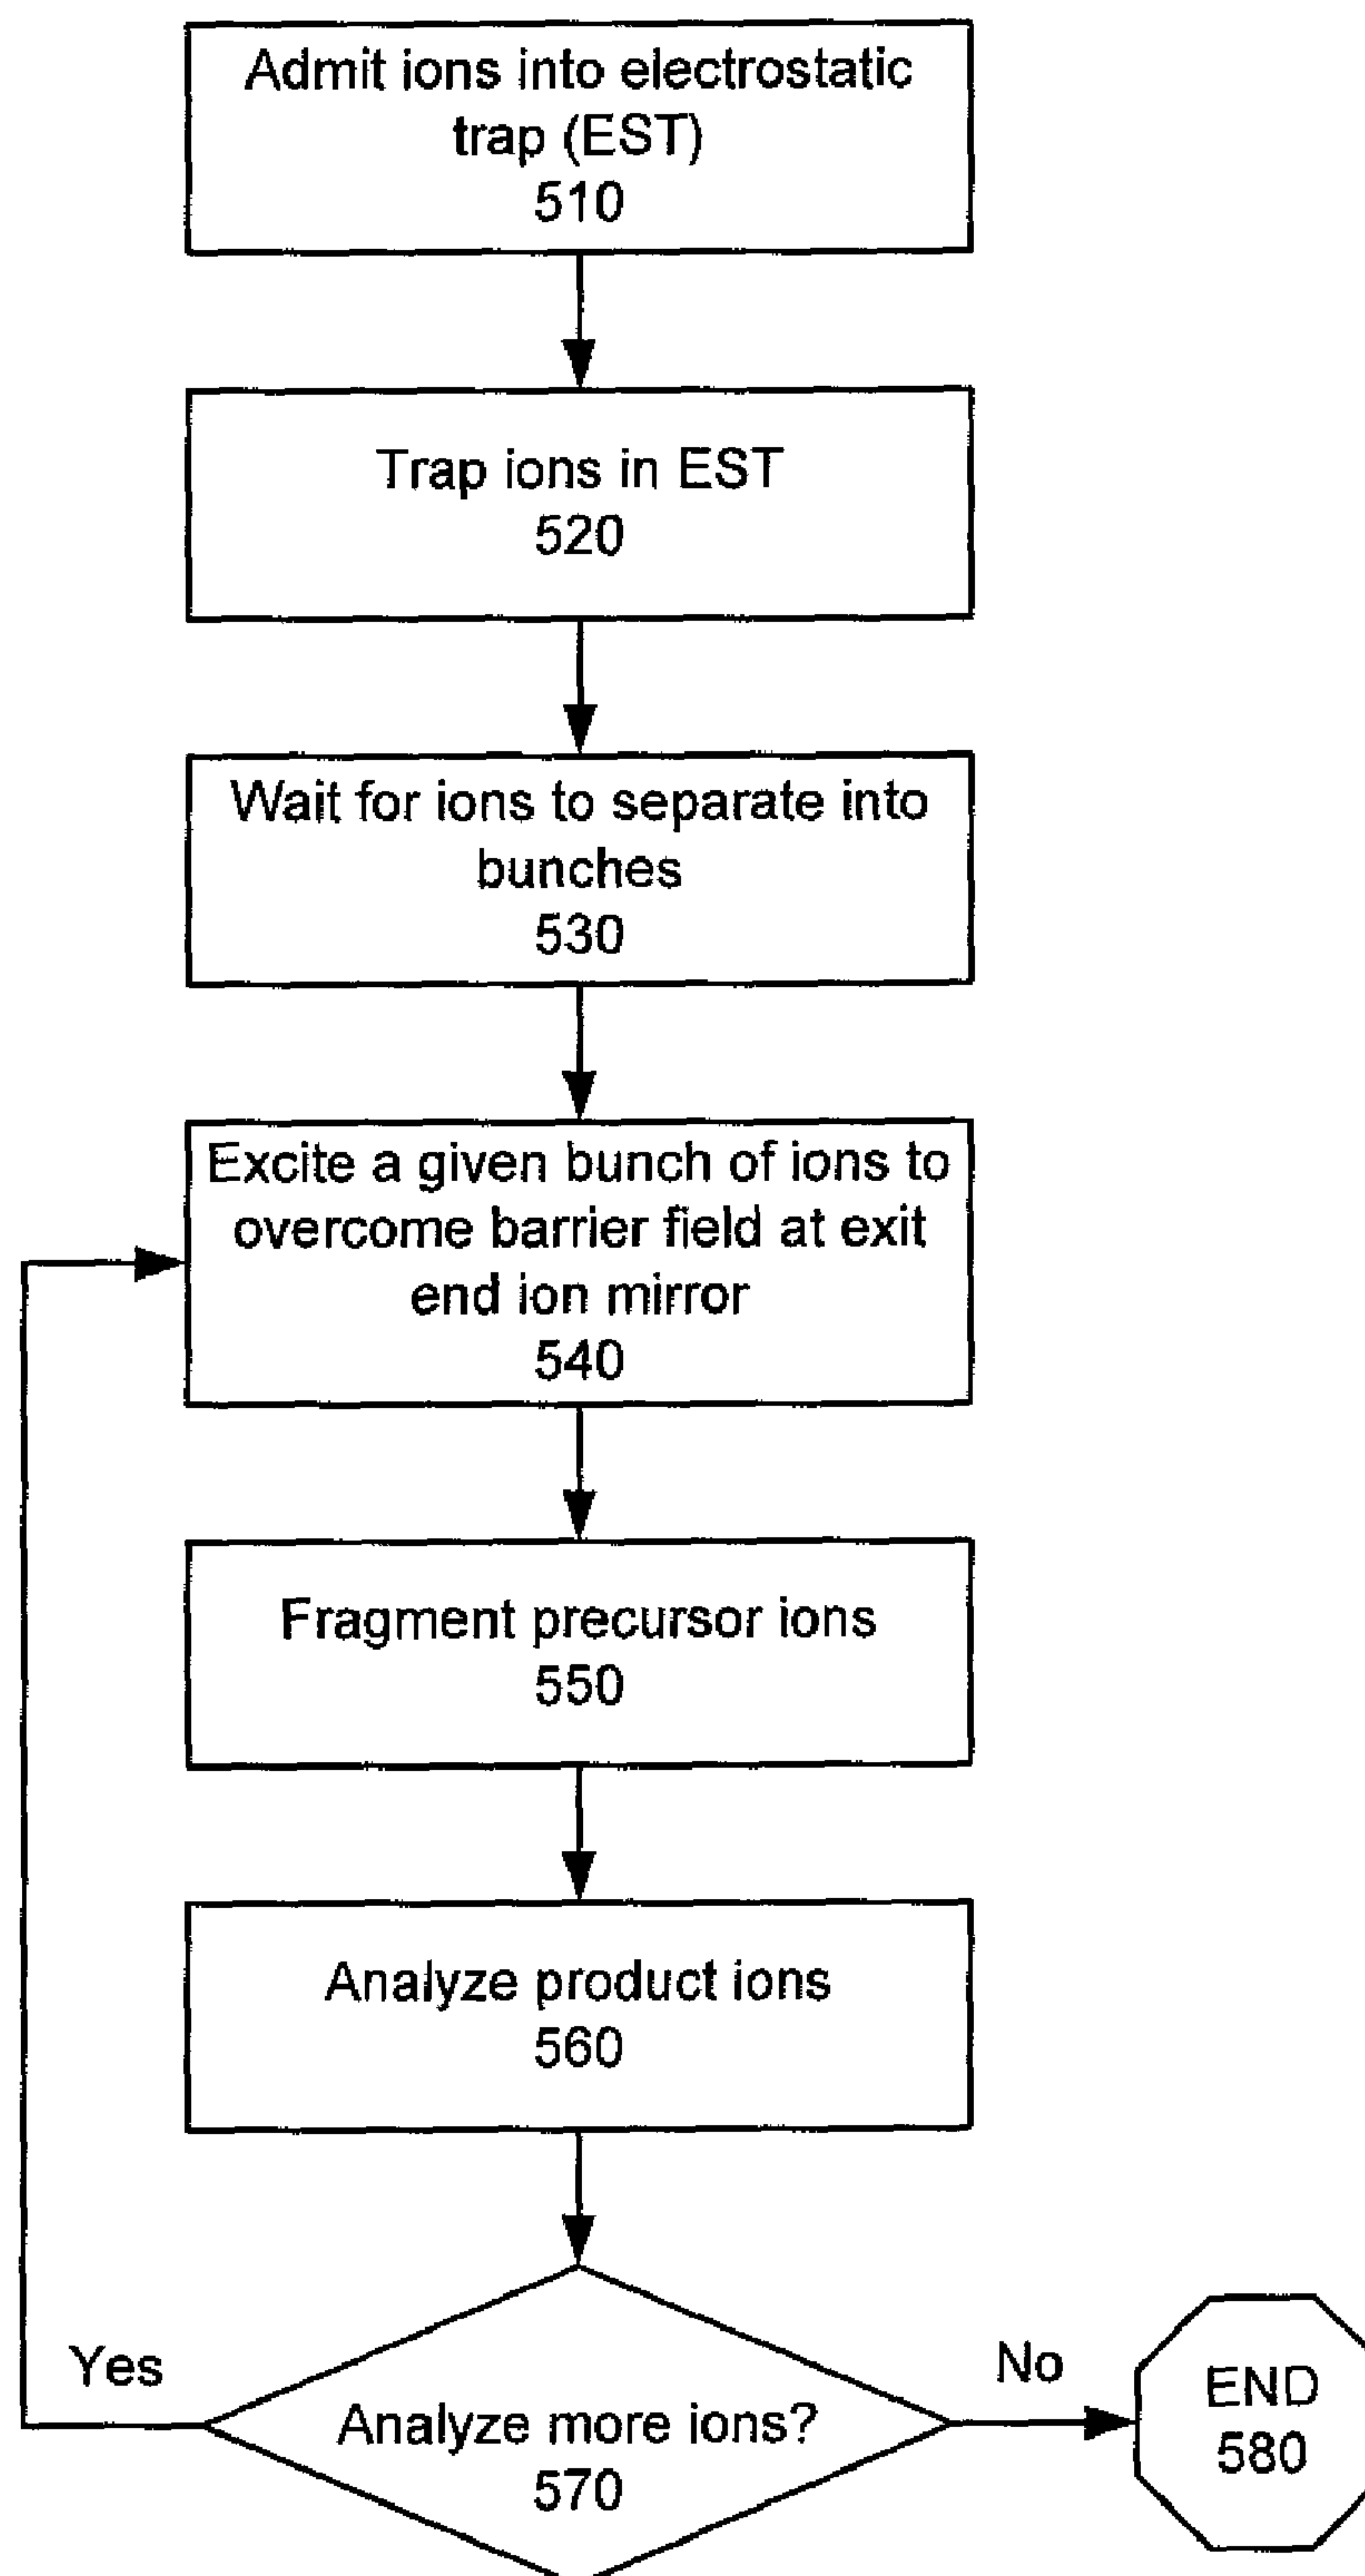 Admit ions into electrostatic
trap (EST)
510
Trap ions in EST
520
Wait for ions to separate into
bunches
530
Excite a given bunch of ions to
overcome barrier field at exit
end ion mirror
540
Fragment precursor ions
550
Analyze product ions
560
Yes
Analyze more ions?
570
No
END
580